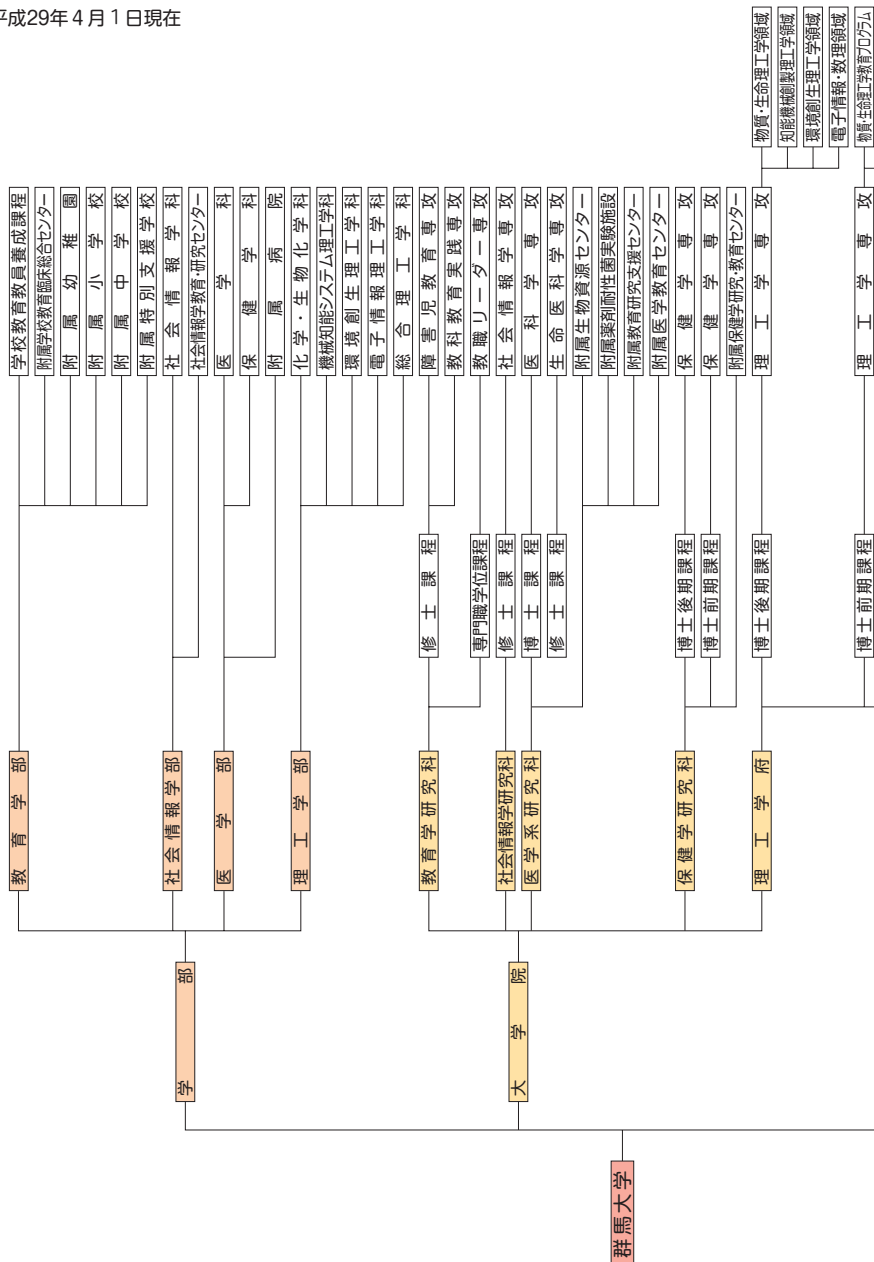 平成29年4月1日現在
群馬大学
学部
教育学部
学校教育教員養成課程
附属学校教育臨床総合センター
附属幼稚園
附属小学校
附属中学校
附属特別支援学校
社会情報学部
社会情報学科
社会情報学教育・研究センター
医学部
医学科
保健学科
附属病院
理工学部
化学・生物化学科
機械知能システム理工学科
環境創生理工学科
電子情報理工学科
総合理工学科
大学院
教育学研究科
修士課程
障害児教育専攻
教科教育実践専攻
専門職学位課程
教職リーダー専攻
社会情報学研究科
修士課程
社会情報学専攻
医学系研究科
博士課程
医科学専攻
修士課程
生命医科学専攻
附属生物資源センター
附属薬剤耐性菌実験施設
附属教育研究支援センター
附属医学教育センター
保健学研究科
博士後期課程
保健学専攻
博士前期課程
保健学専攻
附属保健学研究・教育センター
理工学府
博士後期課程
理工学専攻
物質・生命理工学領域
知能機械創製理工学領域
環境創生理工学領域
電子情報・数理領域
博士前期課程
理工学専攻
物質・生命理工学教育プログラム